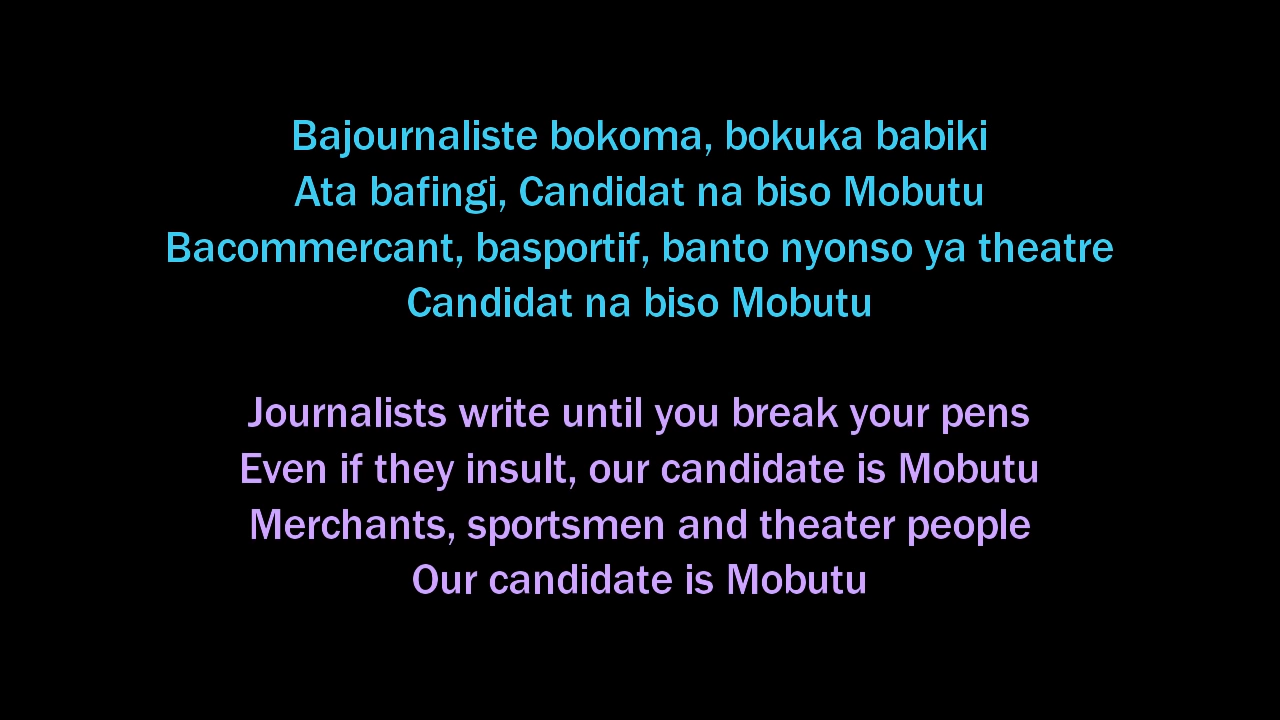 Bajournaliste bokoma, bokuka babiki
Ata bafingi, Candidat na biso Mobutu
Bacommercant, basportif, banto nyonso ya theatre
Candidat na biso Mobutu
Journalists write until you break your pens
Even if they insult, our candidate is Mobutu
Merchants, sportsmen and theater people
Our candidate is Mobutu